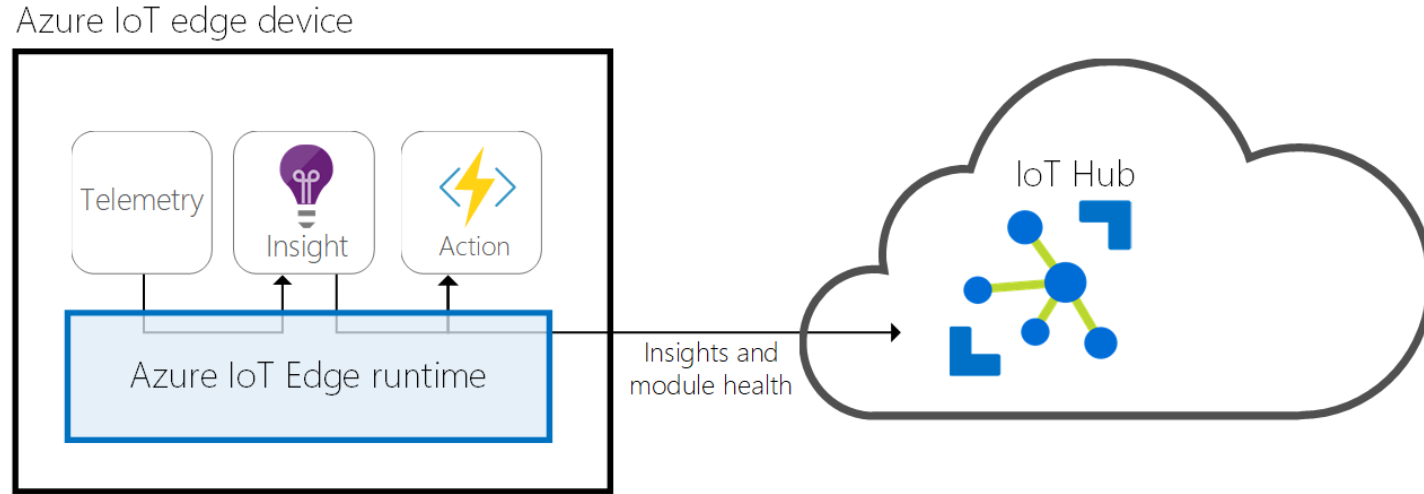 Azure IoT edge device
Telemetry
Insight
Action
IoT Hub
Azure IoT Edge runtime
Insights and
module health